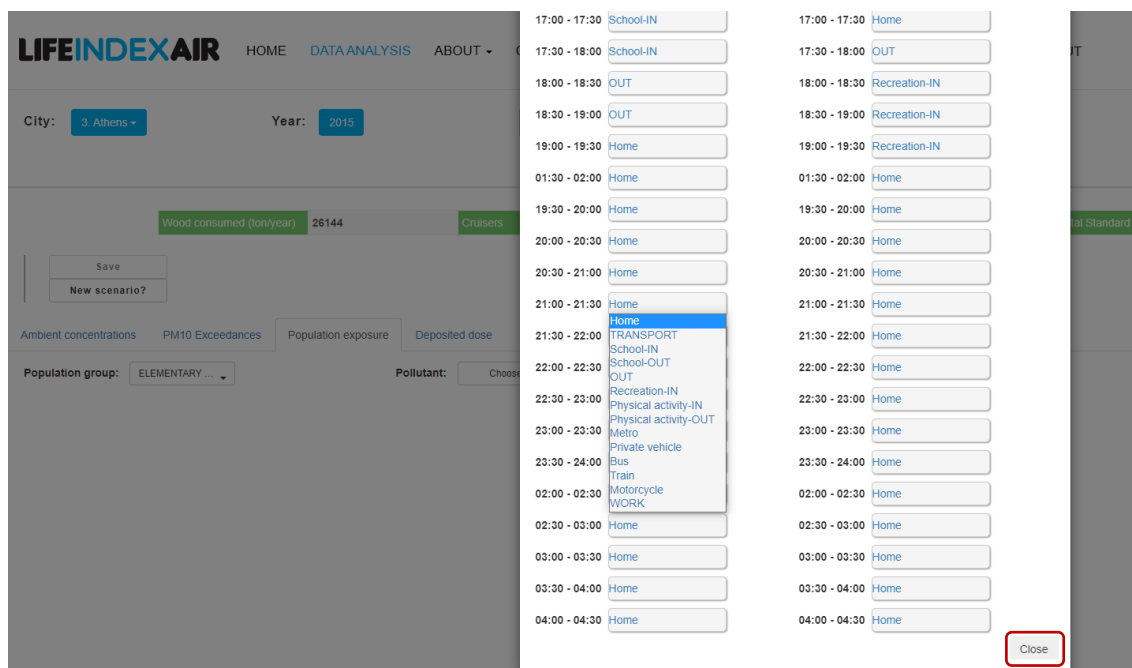 LIFEINDEXAIR
HOME DATA ANALYSIS ABOUT
City: 3. Athens Year: 2015
Wood consumed (ton/year) 26144 Cruisers
tal Standard
Save
New scenario?
Ambient concentrations PM10 Exceedances Population exposure Deposited dose
Population group: ELEMENTARY ... Pollutant: Choose
17:00 - 17:30 School-IN 17:00 - 17:30 Home
17:30 - 18:00 School-IN 17:30 - 18:00 OUT
18:00 - 18:30 OUT 18:00 - 18:30 Recreation-IN
18:30 - 19:00 OUT 18:30 - 19:00 Recreation-IN
19:00 - 19:30 Home 19:00 - 19:30 Recreation-IN
01:30 - 02:00 Home 01:30 - 02:00 Home
19:30 - 20:00 Home 19:30 - 20:00 Home
20:00 - 20:30 Home 20:00 - 20:30 Home
20:30 - 21:00 Home 20:30 - 21:00 Home
21:00 - 21:30 Home 21:00 - 21:30 Home
21:30 - 22:00 21:30 - 22:00 Home
22:00 - 22:30 22:00 - 22:30 Home
22:30 - 23:00 22:30 - 23:00 Home
23:00 - 23:30 23:00 - 23:30 Home
23:30 - 24:00 23:30 - 24:00 Home
02:00 - 02:30 02:00 - 02:30 Home
Home
TRANSPORT
School-IN
School-OUT
OUT
Recreation-IN
Physical activity-IN
Physical activity-OUT
Metro
Private vehicle
Bus
Train
Motorcycle
WORK
02:30 - 03:00 Home 02:30 - 03:00 Home
03:00 - 03:30 Home 03:00 - 03:30 Home
03:30 - 04:00 Home 03:30 - 04:00 Home
04:00 - 04:30 Home 04:00 - 04:30 Home
Close